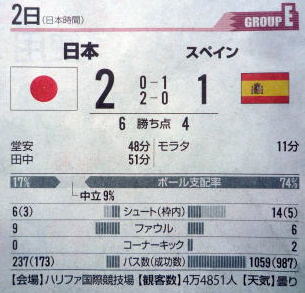 2日(日本時間) GROUP E
日本 スペイン
2 0-1 1
2-0
6 勝ち点 4
堂安 48分 モラタ 11分
田中 51分
17% ボール支配率 74%
中立9%
6(3) シュート(枠内) 14(5)
9 ファウル 6
0 コーナーキック 2
237(173) パス数(成功数) 1059(987)
【会場】ハリファ国際競技場【観客数】4万4851人【天気】曇り